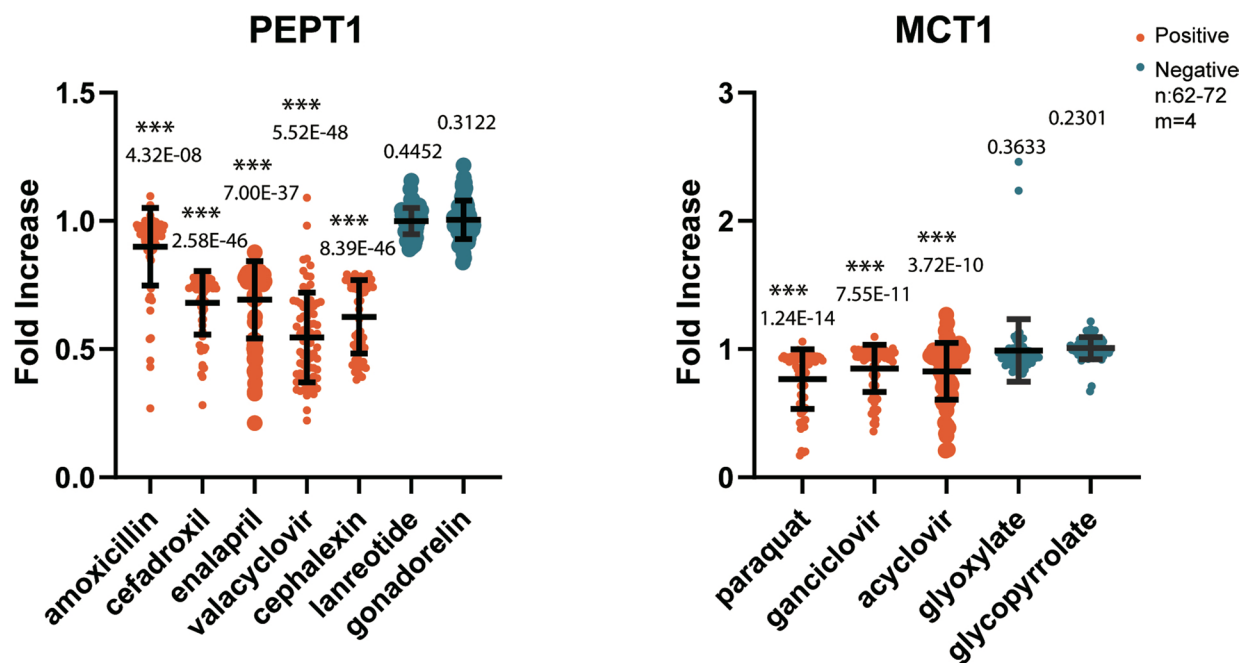 PEPT1
Fold Increase
1.5
1.0
0.5
0.0
***
4.32E-08
***
2.58E-46
***
7.00E-37
***
5.52E-48
***
8.39E-46
0.4452
0.3122
amoxicillin
cefadroxil
enalapril
valacyclovir
cephalexin
lanreotide
gonadorelin
MCT1
Fold Increase
3
2
1
0
***
1.24E-14
***
7.55E-11
***
3.72E-10
0.3633
0.2301
paraquat
ganciclovir
acyclovir
glyoxylate
glycopyrrolate
Positive
Negative
n:62-72
m=4